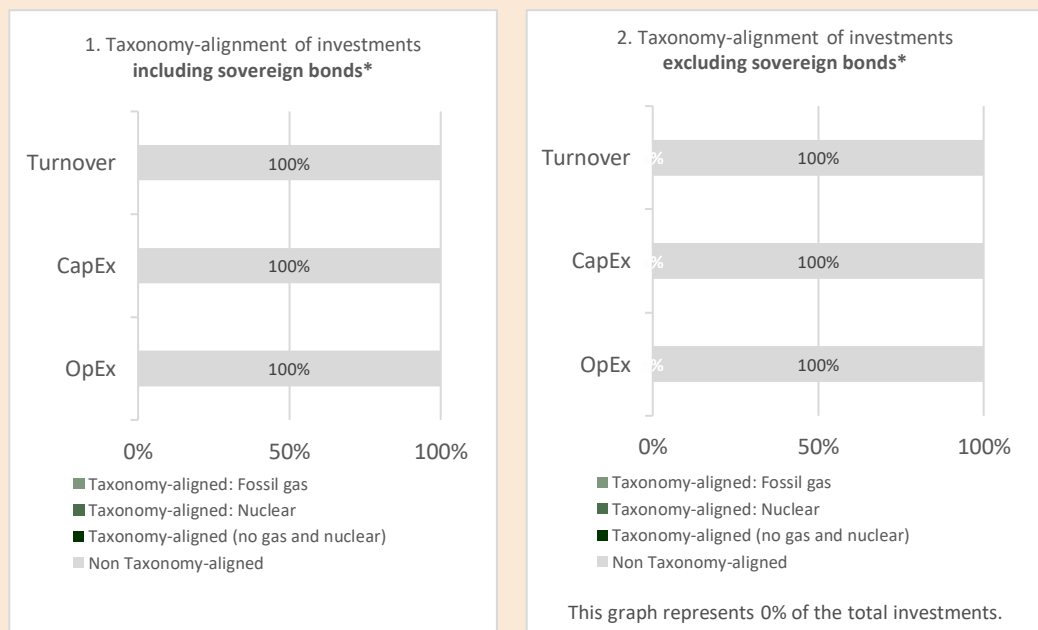 1. Taxonomy-alignment of investments
including sovereign bonds*
Turnover
100%
CapEx
100%
OpEx
100%
0% 50% 100%
Taxonomy-aligned: Fossil gas
Taxonomy-aligned: Nuclear
Taxonomy-aligned (no gas and nuclear)
Non Taxonomy-aligned
2. Taxonomy-alignment of investments
excluding sovereign bonds*
Turnover
% 100%
CapEx
% 100%
OpEx
% 100%
0% 50% 100%
Taxonomy-aligned: Fossil gas
Taxonomy-aligned: Nuclear
Taxonomy-aligned (no gas and nuclear)
Non Taxonomy-aligned
This graph represents 0% of the total investments.